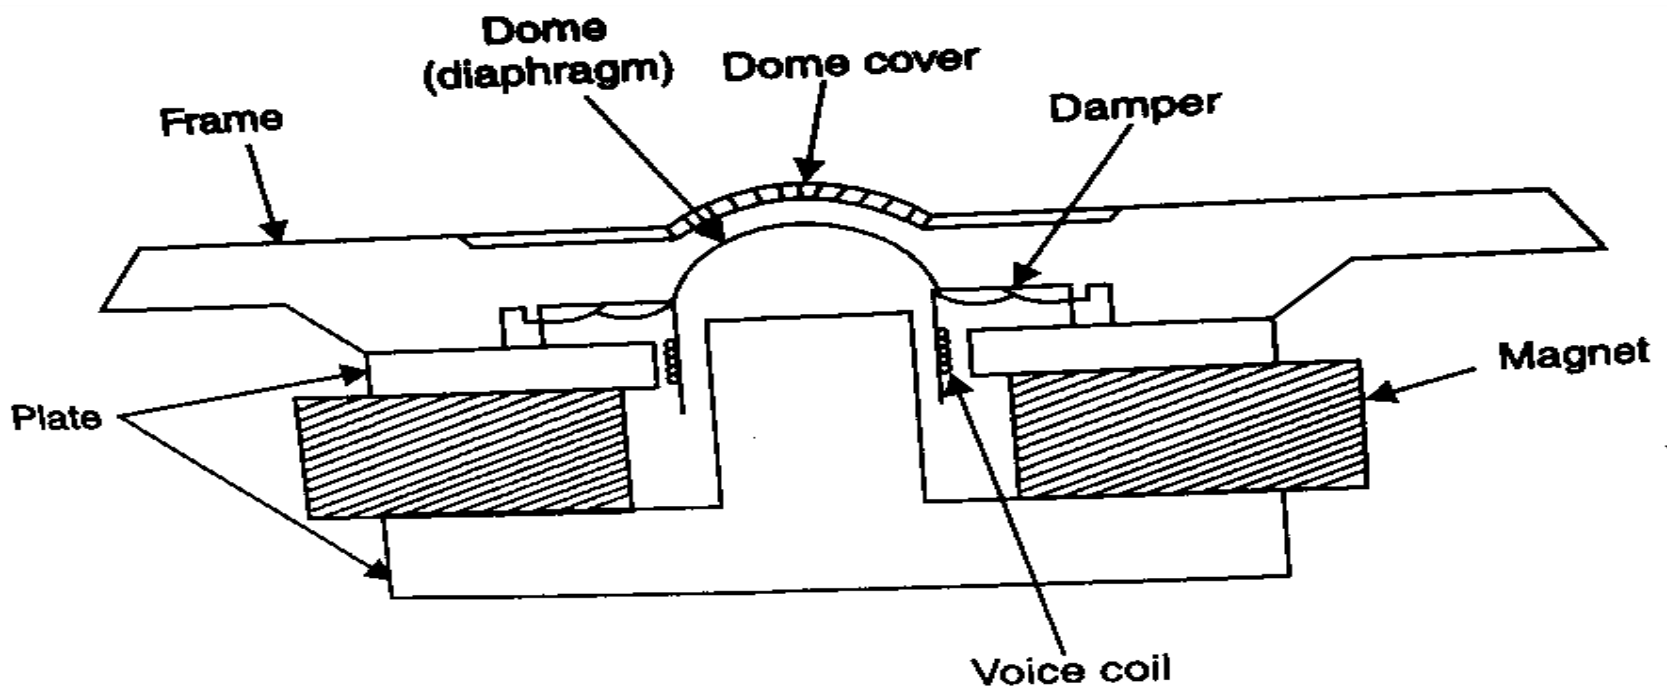 Dome
(diaphragm)
Dome cover
Damper
Frame
Magnet
Plate
Voice coil